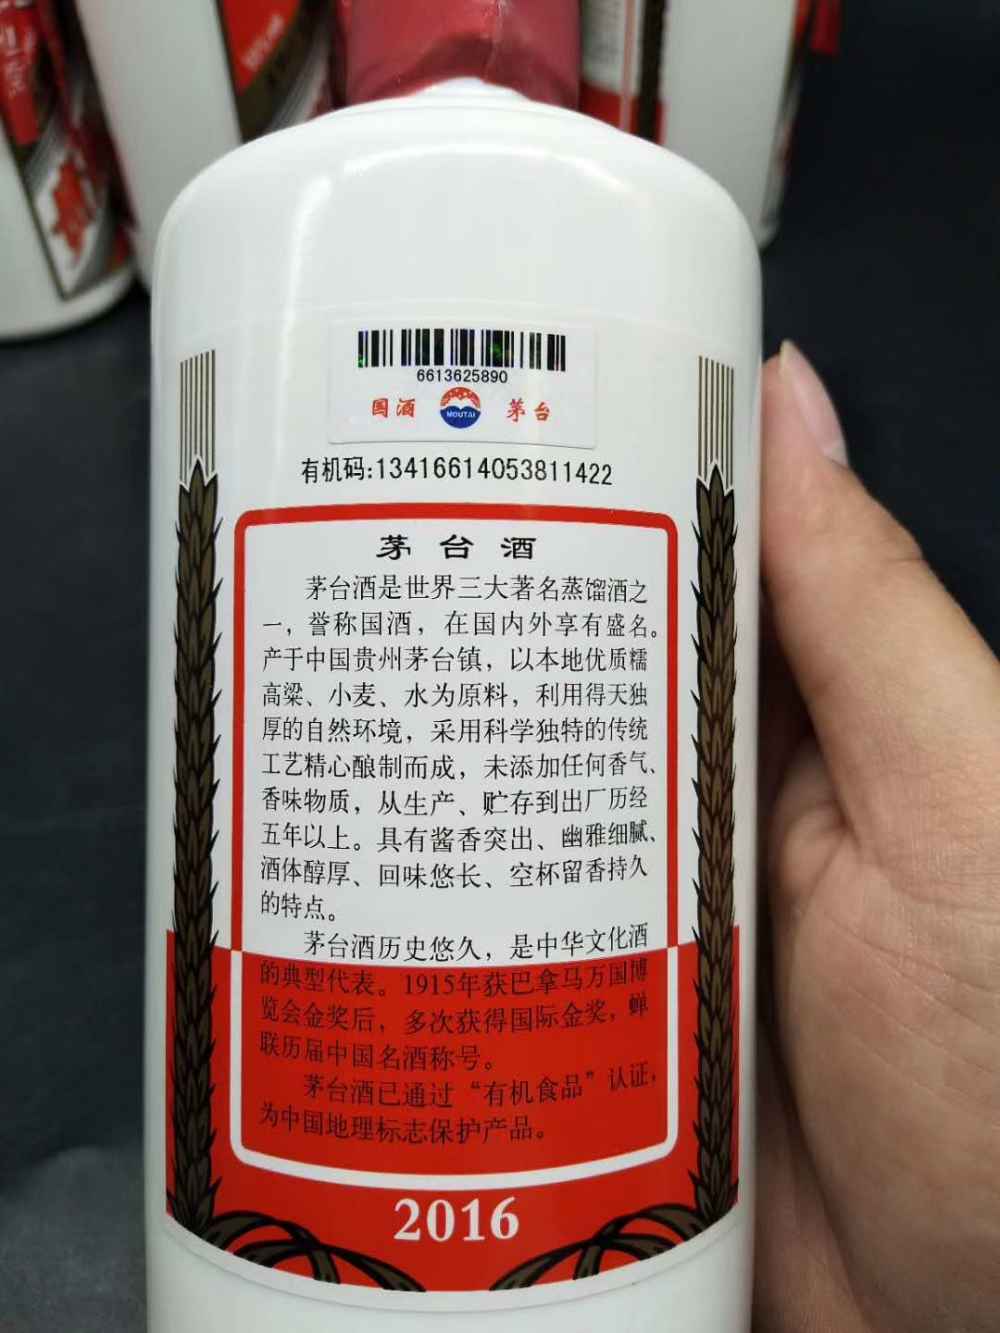 6613625890
国酒 MOUTAI 茅台
有机码:13416614053811422
茅台酒
茅台酒是世界三大著名蒸馏酒之
一，誉称国酒，在国内外享有盛名。
产于中国贵州茅台镇，以本地优质糯
高粱、小麦、水为原料，利用得天独
厚的自然环境，采用科学独特的传统
工艺精心酿制而成，未添加任何香气、
香味物质，从生产、贮存到出厂历经
五年以上。具有酱香突出、幽雅细腻、
酒体醇厚、回味悠长、空杯留香持久
的特点。
茅台酒历史悠久，是中华文化酒
的典型代表。1915年获巴拿马万国博
览会金奖后，多次获得国际金奖，蝉
联历届中国名酒称号。
茅台酒已通过“有机食品”认证，
为中国地理标志保护产品。
2016